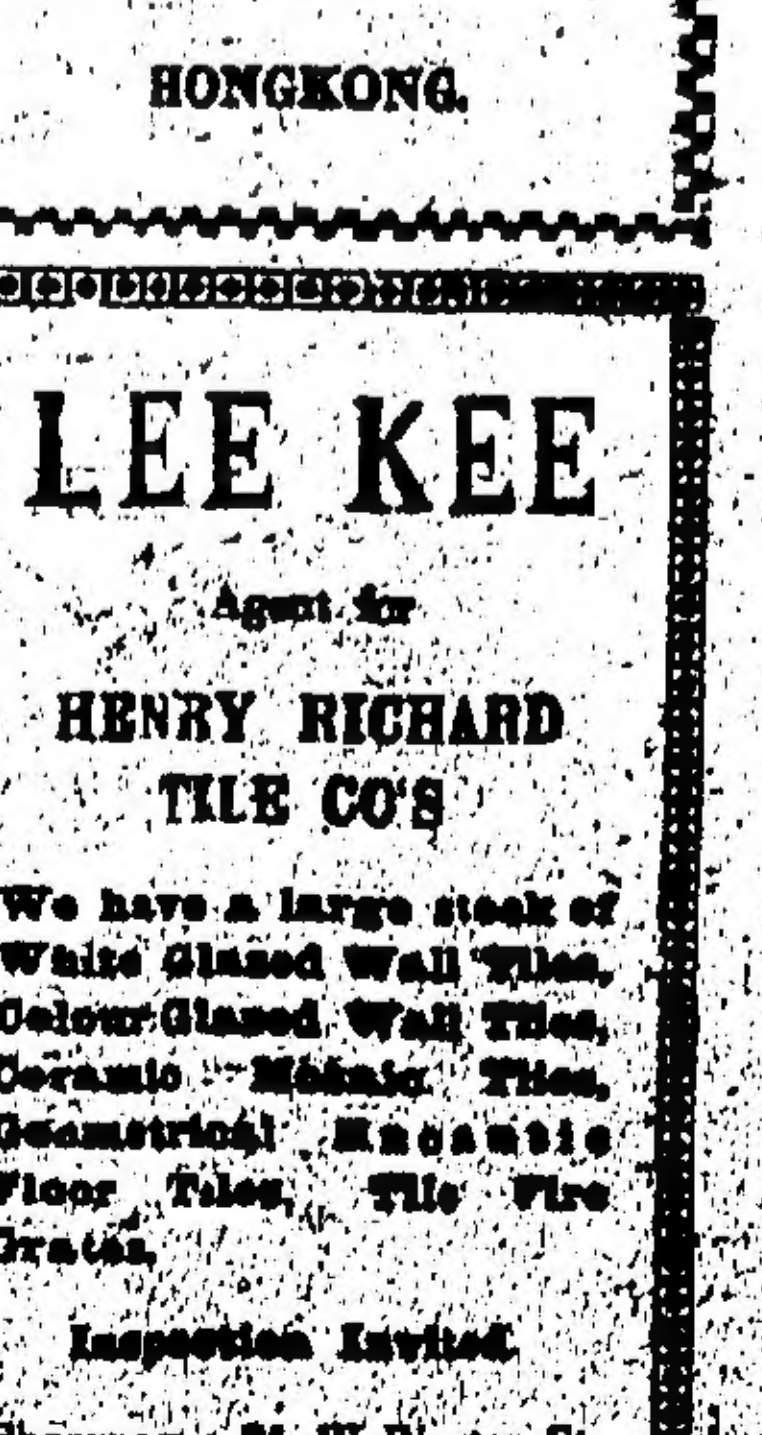 HONGKONG.
LEE KEE
Agent for
HENRY RICHARD
TILE CO'S
We have a large stock of
White Glazed Wall Tiles,
Colour Glazed Wall Tiles,
Ceramic Mosaic Tiles,
Geometrical Encaustic
Floor Tiles, Tile Fire
Grates,
Inspection Invited.